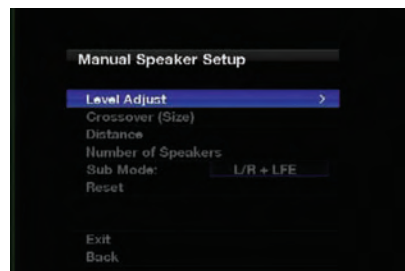 Manual Speaker Setup
Level Adjust >
Crossover (Size)
Distance
Number of Speakers
Sub Mode: L/R + LFE
Reset
Exit
Back